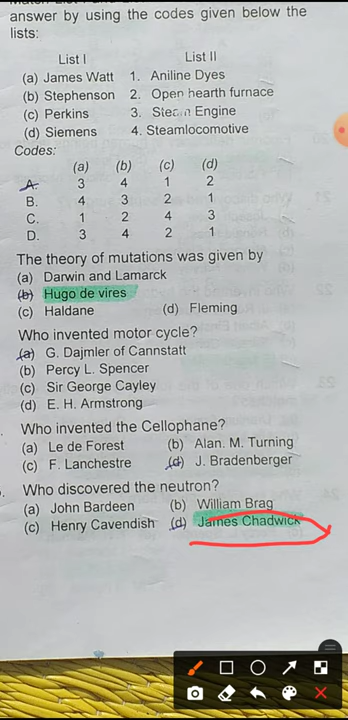 answer by using the codes given below the
lists:
List I List II
(a) James Watt 1. Aniline Dyes
(b) Stephenson 2. Open hearth furnace
(c) Perkins 3. Steam Engine
(d) Siemens 4. Steamlocomotive
Codes:
(a) (b) (c) (d)
A. 3 4 1 2
B. 4 3 2 1
C. 1 2 4 3
D. 3 4 2 1
The theory of mutations was given by
(a) Darwin and Lamarck
(b) Hugo de vires
(c) Haldane (d) Fleming
Who invented motor cycle?
(a) G. Dajmler of Cannstatt
(b) Percy L. Spencer
(c) Sir George Cayley
(d) E. H. Armstrong
Who invented the Cellophane?
(a) Le de Forest (b) Alan. M. Turning
(c) F. Lanchestre (d) J. Bradenberger
Who discovered the neutron?
(a) John Bardeen (b) William Brag
(c) Henry Cavendish (d) James Chadwick